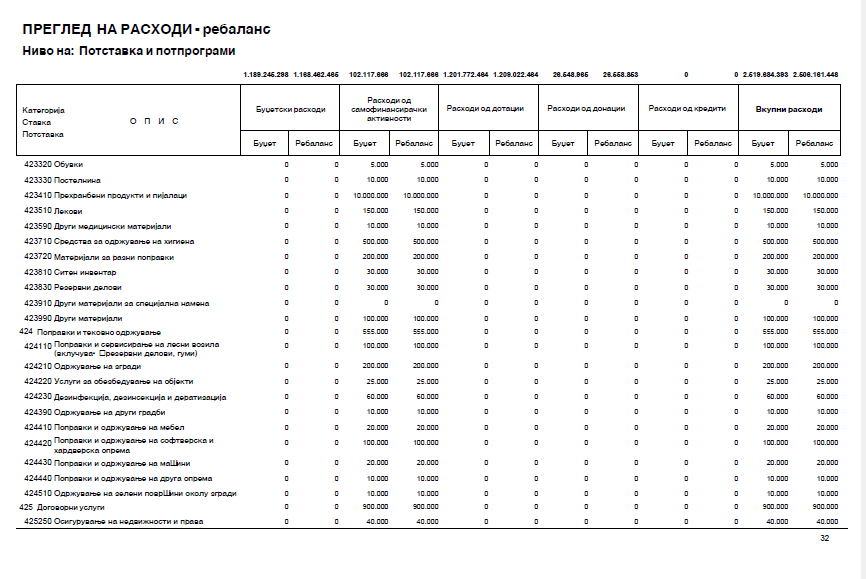 ПРЕГЛЕД НА РАСХОДИ - ребаланс
Ниво на: Потставка и потпрограми
1.189.245.298 1.168.462.465 102.117.666 102.117.666 1.201.772.464 1.209.022.464 26.548.965 26.558.853 0 0 2.519.684.393 2.506.161.448
Категорија Ставка Потставка О П И С Буџетски расходи Расходи од самофинансирачки активности Расходи од дотации Расходи од донации Расходи од кредити Вкупни расходи
Буџет Ребаланс Буџет Ребаланс Буџет Ребаланс Буџет Ребаланс Буџет Ребаланс Буџет Ребаланс
423320 Обувки 0 0 5.000 5.000 0 0 0 0 0 0 5.000 5.000
423330 Постелнина 0 0 10.000 10.000 0 0 0 0 0 0 10.000 10.000
423410 Прехранбени продукти и пијалаци 0 0 10.000.000 10.000.000 0 0 0 0 0 0 10.000.000 10.000.000
423510 Лекови 0 0 150.000 150.000 0 0 0 0 0 0 150.000 150.000
423590 Други медицински материјали 0 0 10.000 10.000 0 0 0 0 0 0 10.000 10.000
423710 Средства за одржување на хигиена 0 0 500.000 500.000 0 0 0 0 0 0 500.000 500.000
423720 Материјали за разни поправки 0 0 200.000 200.000 0 0 0 0 0 0 200.000 200.000
423810 Ситен инвентар 0 0 30.000 30.000 0 0 0 0 0 0 30.000 30.000
423830 Резервни делови 0 0 30.000 30.000 0 0 0 0 0 0 30.000 30.000
423910 Други материјали за специјална намена 0 0 0 0 0 0 0 0 0 0 0 0
423990 Други материјали 0 0 100.000 100.000 0 0 0 0 0 0 100.000 100.000
424 Поправки и тековно одржување 0 0 555.000 555.000 0 0 0 0 0 0 555.000 555.000
424110 Поправки и сервисирање на лесни возила 0 0 100.000 100.000 0 0 0 0 0 0 100.000 100.000
(вклучува• □резервни делови, гуми)
424210 Одржување на згради 0 0 200.000 200.000 0 0 0 0 0 0 200.000 200.000
424220 Услуги за обезбедување на објекти 0 0 25.000 25.000 0 0 0 0 0 0 25.000 25.000
424230 Дезинфекција, дезинсекција и дератизација 0 0 60.000 60.000 0 0 0 0 0 0 60.000 60.000
424390 Одржување на други градби 0 0 10.000 10.000 0 0 0 0 0 0 10.000 10.000
424410 Поправки и одржување на мебел 0 0 20.000 20.000 0 0 0 0 0 0 20.000 20.000
424420 Поправки и одржување на софтверска и 0 0 100.000 100.000 0 0 0 0 0 0 100.000 100.000
хардверска опрема
424430 Поправки и одржување на маШини 0 0 20.000 20.000 0 0 0 0 0 0 20.000 20.000
424440 Поправки и одржување на друга опрема 0 0 10.000 10.000 0 0 0 0 0 0 10.000 10.000
424510 Одржување на зелени поврШини околу згради 0 0 10.000 10.000 0 0 0 0 0 0 10.000 10.000
425 Договорни услуги 0 0 900.000 900.000 0 0 0 0 0 0 900.000 900.000
425250 Осигурување на недвижности и права 0 0 40.000 40.000 0 0 0 0 0 0 40.000 40.000
32